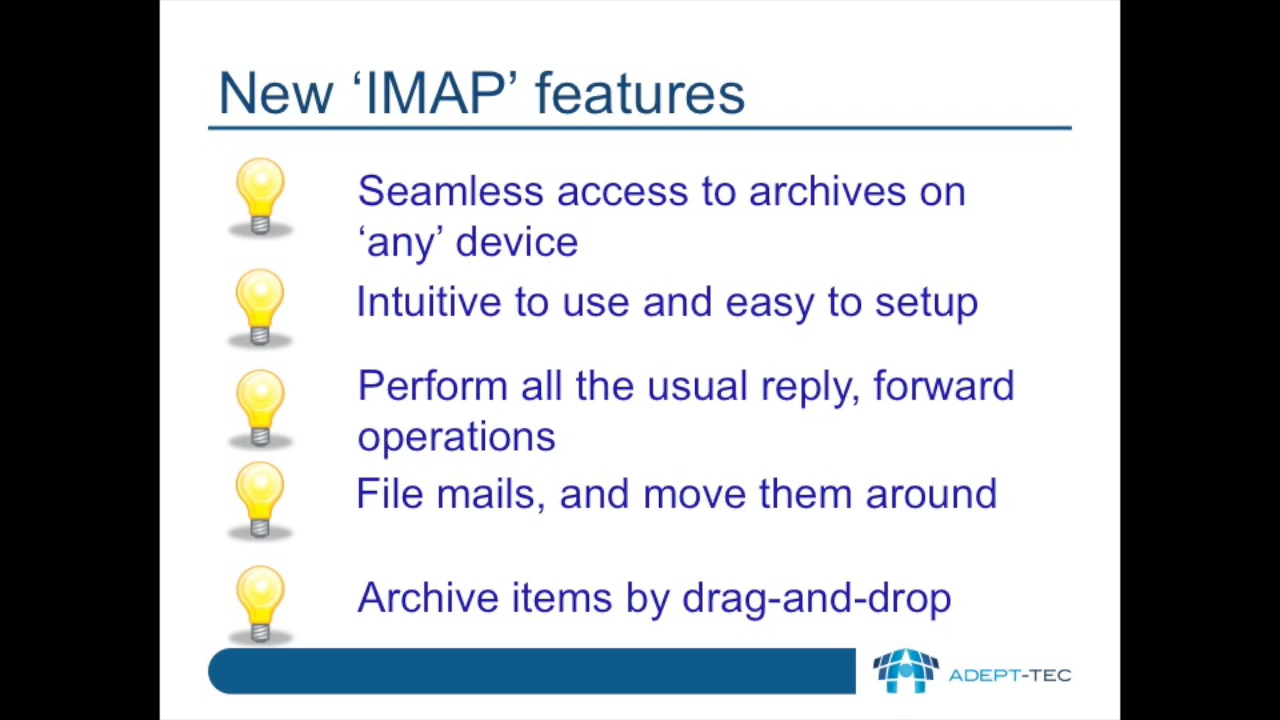 New ‘IMAP’ features
Seamless access to archives on
‘any’ device
Intuitive to use and easy to setup
Perform all the usual reply, forward
operations
File mails, and move them around
Archive items by drag-and-drop
ADEPT-TEC